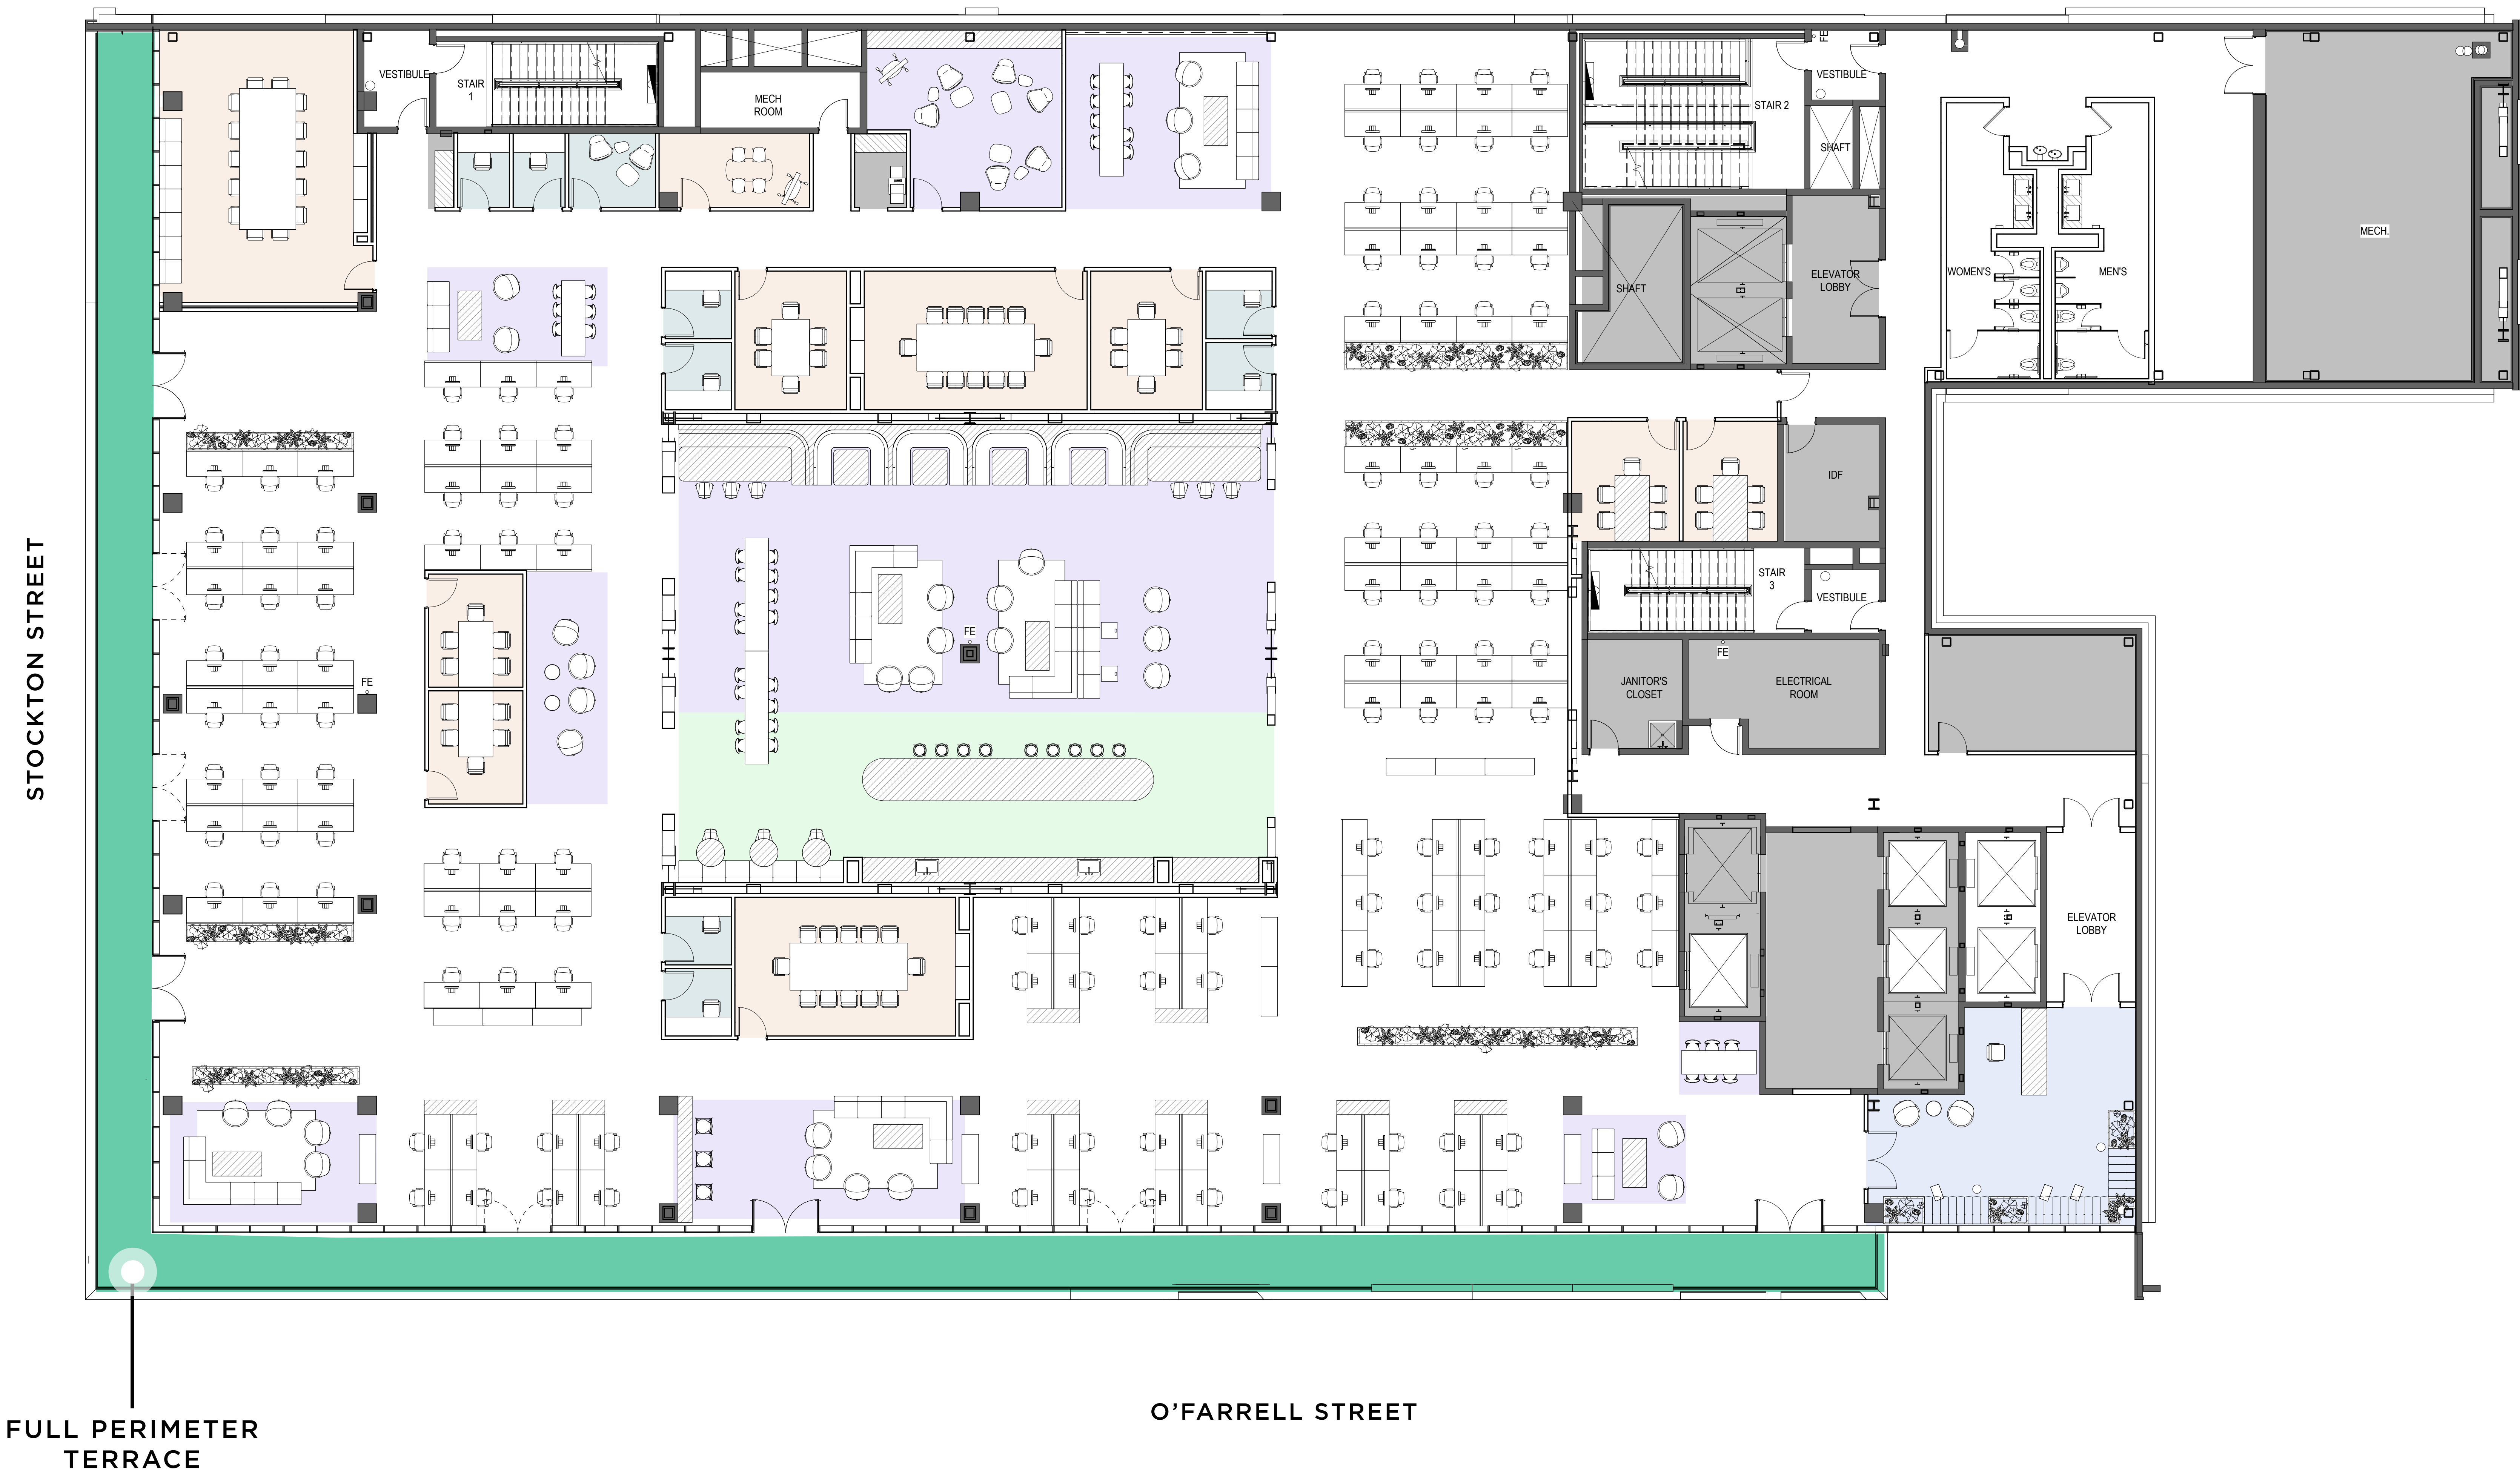 FE
VESTIBULE
STAIR
1
MECH
ROOM
VESTIBULE
STAIR 2
SHAFT
MECH.
WOMEN'S
MEN'S
ELEVATOR
LOBBY
SHAFT
IDF
STAIR
3
VESTIBULE
FE
FE
FE
JANITOR'S
CLOSET
ELECTRICAL
ROOM
ELEVATOR
LOBBY
STOCKTON STREET
O'FARRELL STREET
FULL PERIMETER
TERRACE